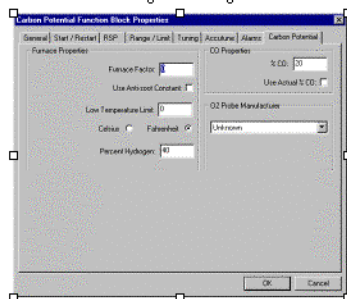 Carbon Potential Function Block Properties
General Start / Restart RSP Range / Limit Tuning Accutune Alarms Carbon Potential
Furnace Properties
Furnace Factor: 0
Use Anti-soot Constant:
Low Temperature Limit: 0
Celsius Fahrenheit
Percent Hydrogen: 40
CO Properties
% CO: 20
Use Actual % CO:
O2 Probe Manufacturer
Unknown
OK Cancel